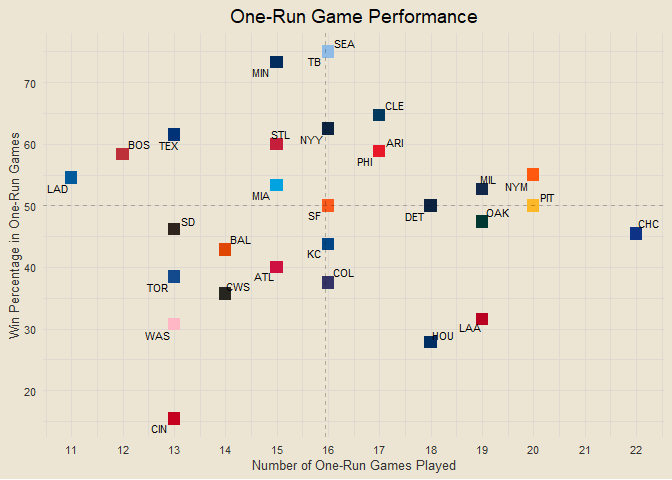 One-Run Game Performance
SEA
TB
MIN
70
CLE
STL
NYY
ARI
BOS
TEX
PHI
60
LAD
MIA
MIL
NYM
PIT
50
SF
DET
OAK
SD
CHC
BAL
KC
40
ATL
COL
TOR
CWS
WAS
LAA
HOU
30
20
CIN
Win Percentage in One-Run Games
11 12 13 14 15 16 17 18 19 20 21 22
Number of One-Run Games Played